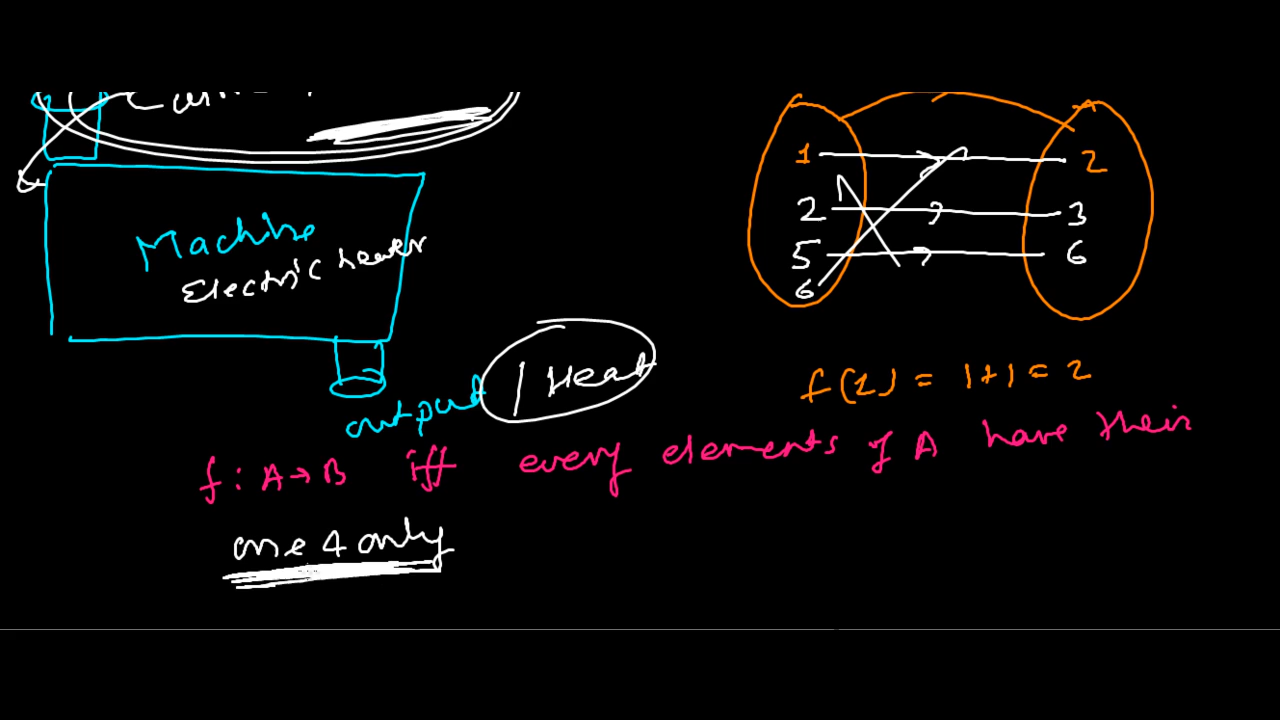 Machine
Electric heater
output
1 Heat
1 2
2 3
5 6
6
f(1) = 1+1 = 2
f : A→B iff every elements of A have their
one & only